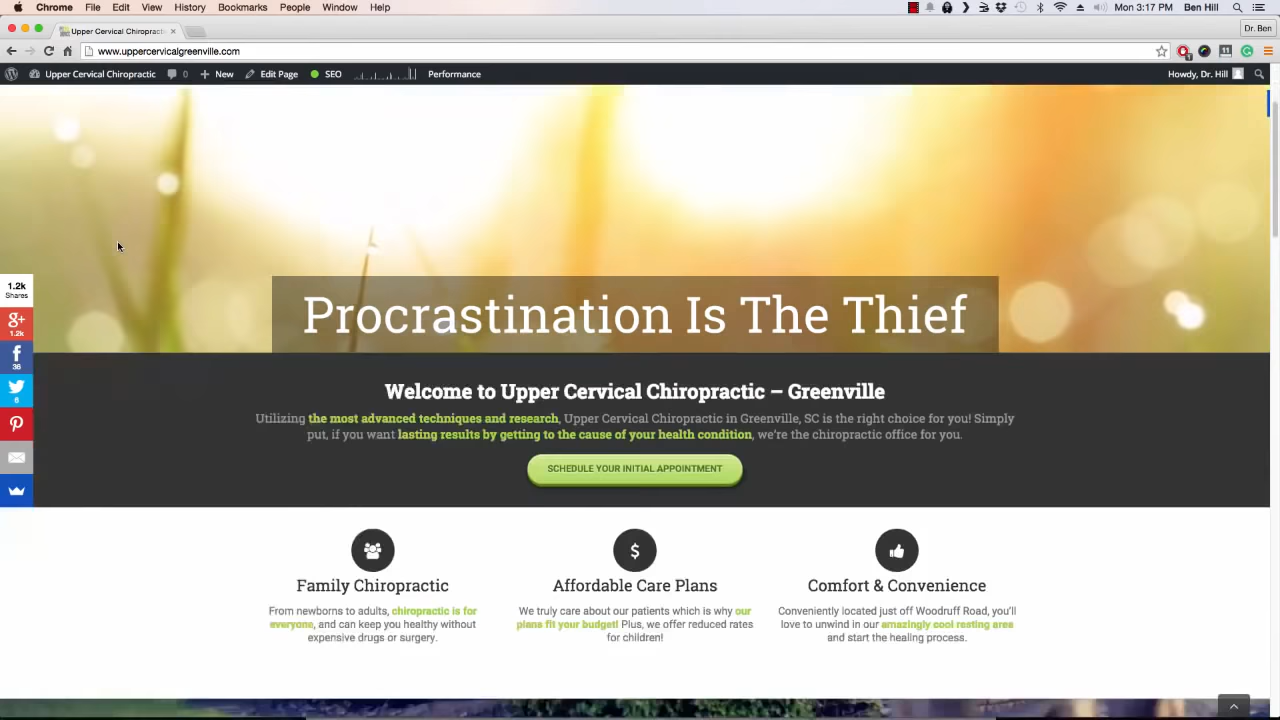 Chrome File Edit View History Bookmarks People Window Help
Mon 3:17 PM Ben Hill
Upper Cervical Chiropract
Dr. Ben
www.uppercervicalgreenville.com
Upper Cervical Chiropractic 0 New Edit Page SEO Performance
Howdy, Dr. Hill
Procrastination Is The Thief
1.2k
Shares
G+
1.2k
f
36
6
Welcome to Upper Cervical Chiropractic – Greenville
Utilizing the most advanced techniques and research, Upper Cervical Chiropractic in Greenville, SC is the right choice for you! Simply
put, if you want lasting results by getting to the cause of your health condition, we're the chiropractic office for you.
SCHEDULE YOUR INITIAL APPOINTMENT
$
Family Chiropractic
From newborns to adults, chiropractic is for
everyone, and can keep you healthy without
expensive drugs or surgery.
Affordable Care Plans
We truly care about our patients which is why our
plans fit your budget! Plus, we offer reduced rates
for children!
Comfort & Convenience
Conveniently located just off Woodruff Road, you'll
love to unwind in our amazingly cool resting area
and start the healing process.